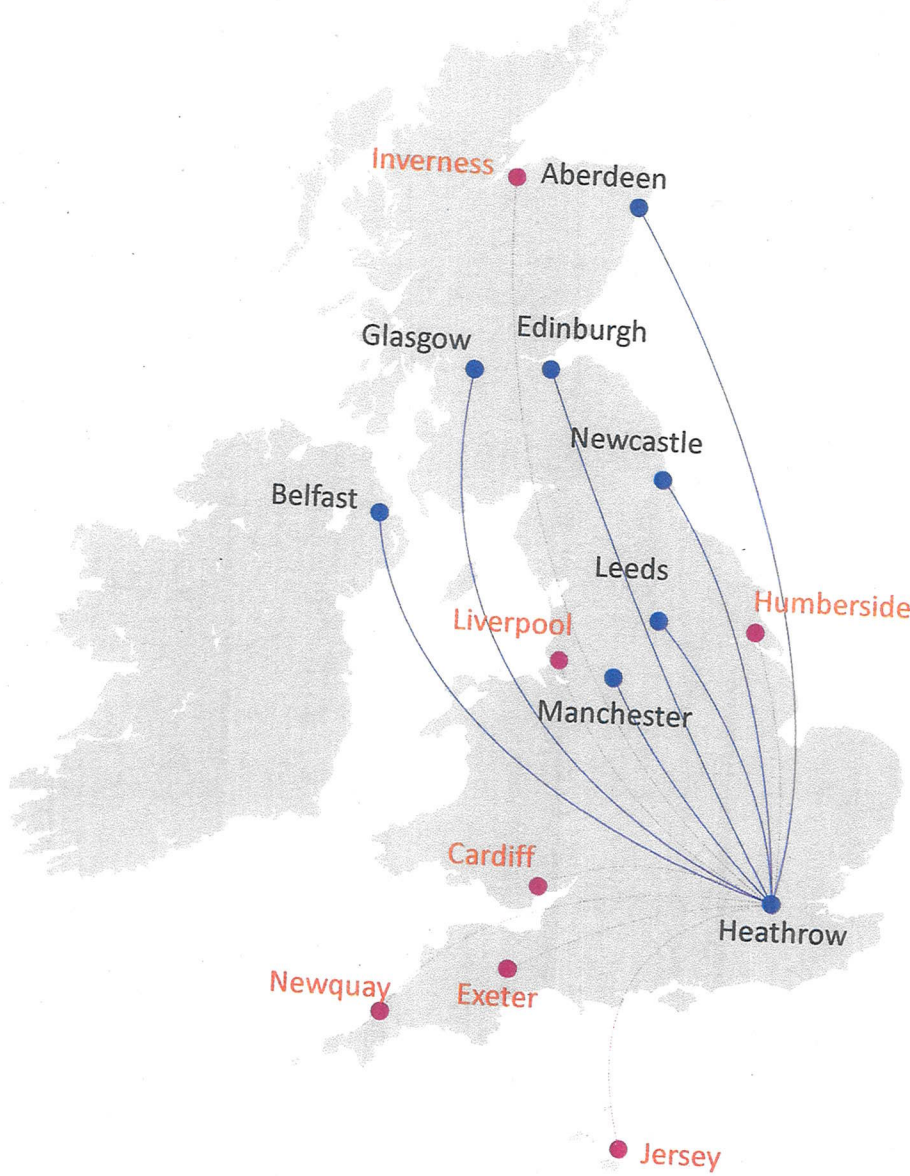 Inverness
Aberdeen
Glasgow
Edinburgh
Newcastle
Belfast
Leeds
Humberside
Liverpool
Manchester
Cardiff
Heathrow
Newquay
Exeter
Jersey